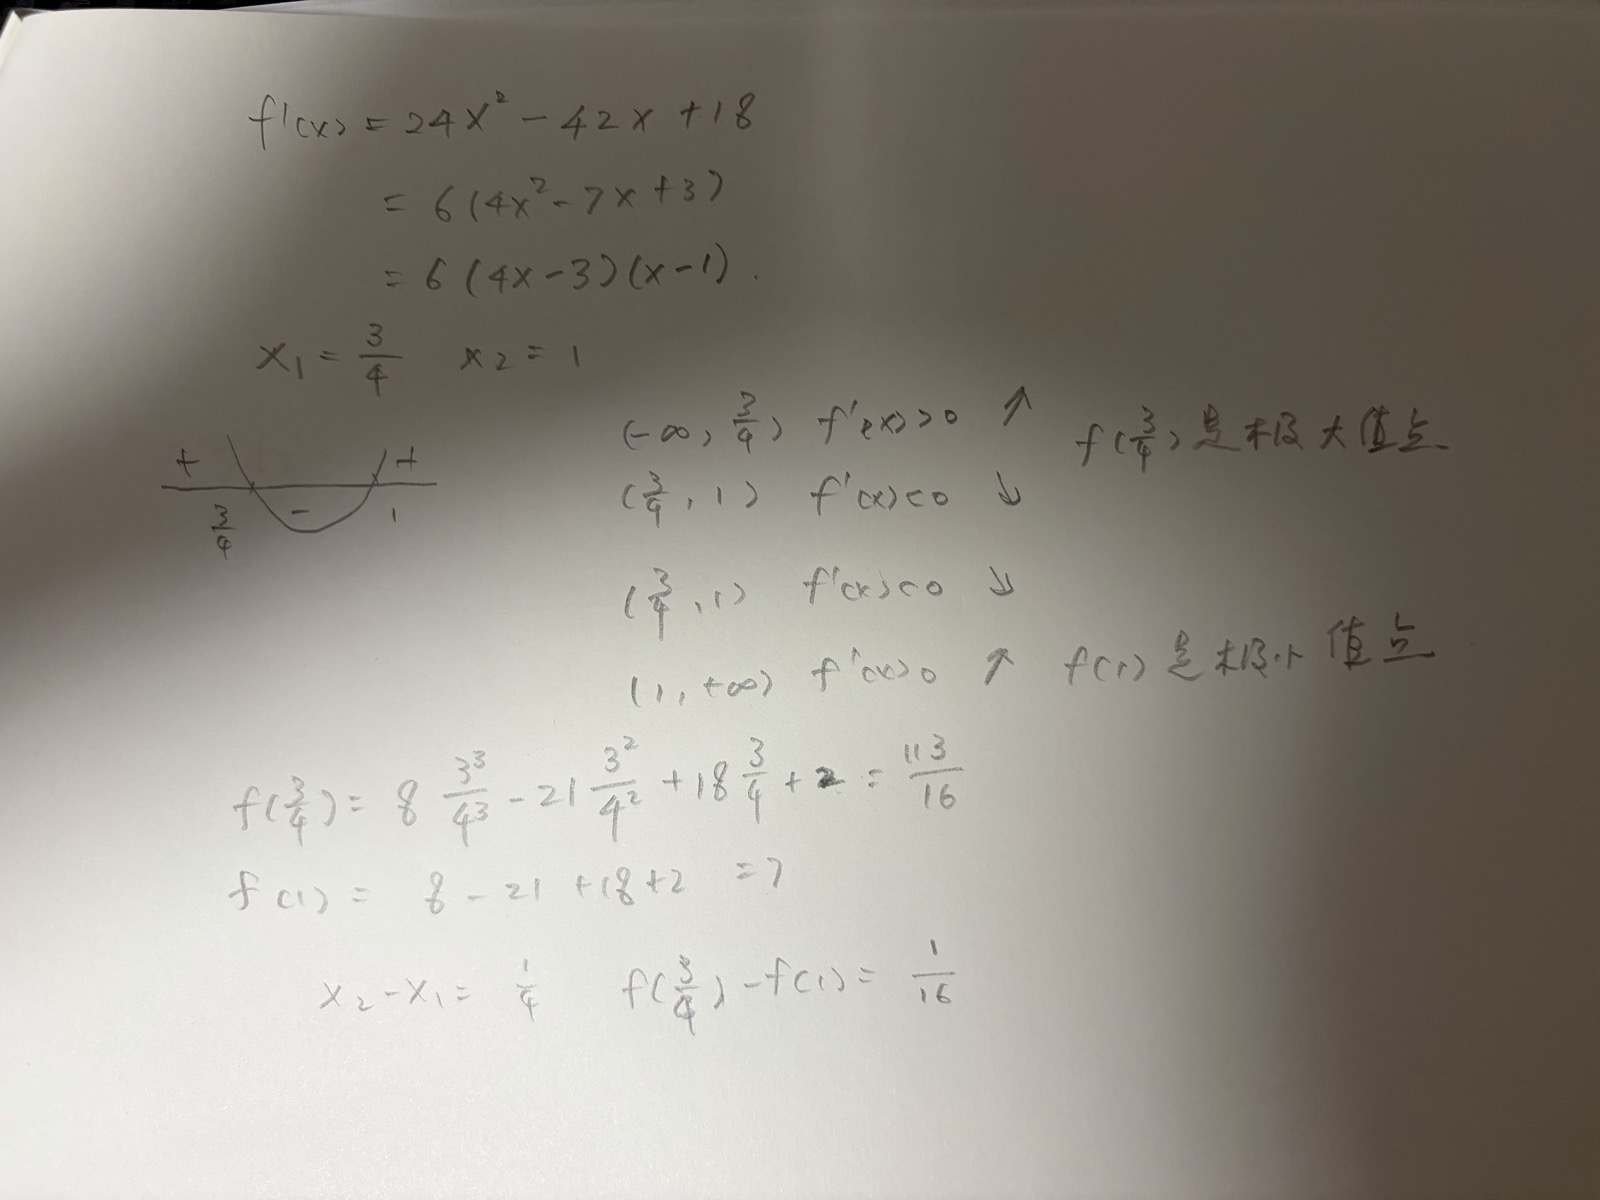 f'(x) = 24x² - 42x + 18
= 6(4x² - 7x + 3)
= 6(4x - 3)(x - 1).
x₁ = 3/4 x₂ = 1
+ - +
3/4 1
(-∞, 3/4) f'(x)>0 ↑ f(3/4)是极大值点
(3/4, 1) f'(x)<0 ↓
(3/4, 1) f'(x)<0 ↓
(1, +∞) f'(x)>0 ↑ f(1)是极小值点
f(3/4) = 8 3³/4³ - 21 3²/4² + 18 3/4 + 2 = 113/16
f(1) = 8 - 21 + 18 + 2 = 7
x₂ - x₁ = 1/4 f(3/4) - f(1) = 1/16